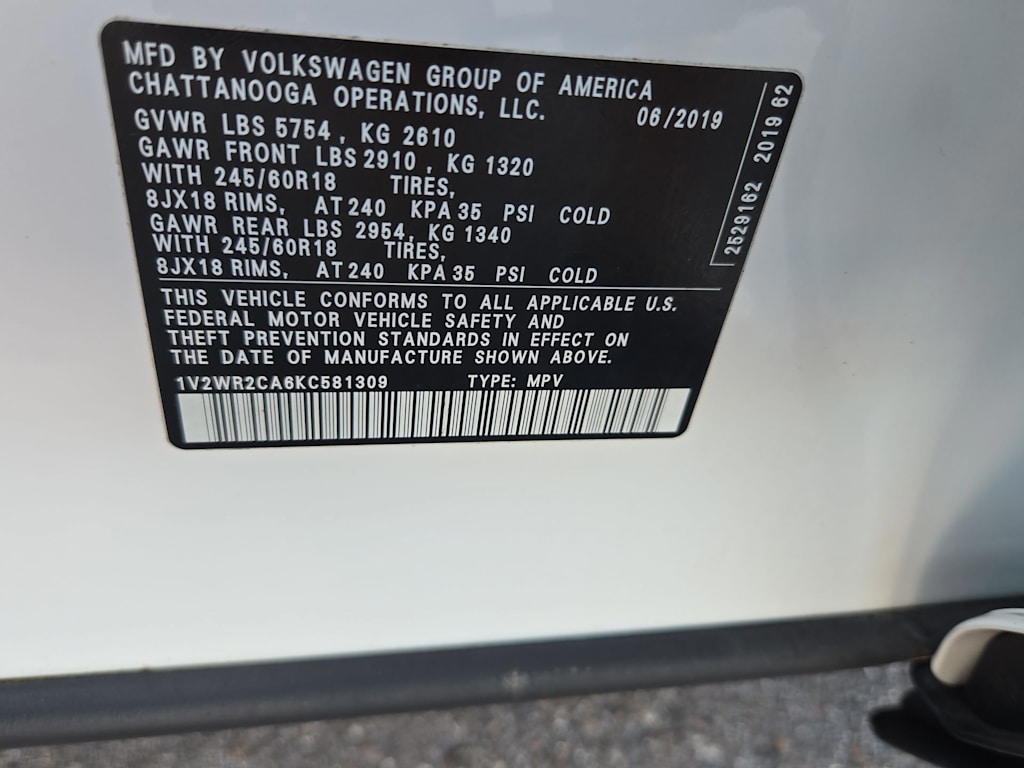 MFD BY VOLKSWAGEN GROUP OF AMERICA
CHATTANOOGA OPERATIONS, LLC.
06/2019
GVWR LBS 5754 , KG 2610
GAWR FRONT LBS 2910 , KG 1320
WITH 245/60R18 TIRES,
8JX18 RIMS, AT 240 KPA 35 PSI COLD
GAWR REAR LBS 2954, KG 1340
WITH 245/60R18 TIRES,
8JX18 RIMS, AT 240 KPA 35 PSI COLD
THIS VEHICLE CONFORMS TO ALL APPLICABLE U.S.
FEDERAL MOTOR VEHICLE SAFETY AND
THEFT PREVENTION STANDARDS IN EFFECT ON
THE DATE OF MANUFACTURE SHOWN ABOVE.
1V2WR2CA6KC581309 TYPE: MPV
2529162 2019 62